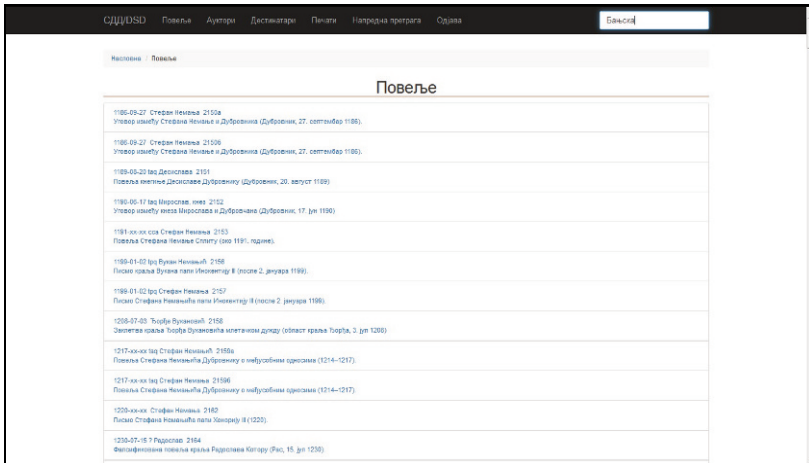 СДД/DSD Повеље Ауктори Дестинатари Печати Напредна претрага Одјава Бањска
Насловна / Повеље
Повеље
1186-09-27 Стефан Немања 2150a
Уговор између Стефана Немање и Дубровника (Дубровник, 27. септембар 1186).
1186-09-27 Стефан Немања 2150б
Уговор између Стефана Немање и Дубровника (Дубровник, 27. септембар 1186).
1189-08-20 taq Десислава 2151
Повеља кнегиње Десиславе Дубровнику (Дубровник, 20. август 1189)
1190-06-17 taq Мирослав, кнез 2152
Уговор између кнеза Мирослава и Дубровчана (Дубровник, 17. јун 1190)
1191-xx-xx cca Стефан Немања 2153
Повеља Стефана Немање Сплиту (око 1191. године).
1199-01-02 tpq Вукан Немањић 2156
Писмо краља Вукана папи Инокентију III (после 2. јануара 1199).
1199-01-02 tpq Стефан Немања 2157
Писмо Стефана Немањића папи Инокентију III (после 2. јануара 1199).
1208-07-03 Ђорђе Вукановић 2158
Заклетва краља Ђорђа Вукановића млетачком дужду (област краља Ђорђа, 3. јул 1208)
1217-xx-xx taq Стефан Немањић 2159a
Повеља Стефана Немањића Дубровнику о међусобним односима (1214–1217)
1217-xx-xx taq Стефан Немања 2159б
Повеља Стефана Немањића Дубровнику о међусобним односима (1214–1217)
1220-xx-xx Стефан Немања 2162
Писмо Стефана Немањића папи Хонорију III (1220).
1230-07-15 ? Радослав 2164
Фалсификована повеља краља Радослава Котору (Рас, 15. јул 1230)